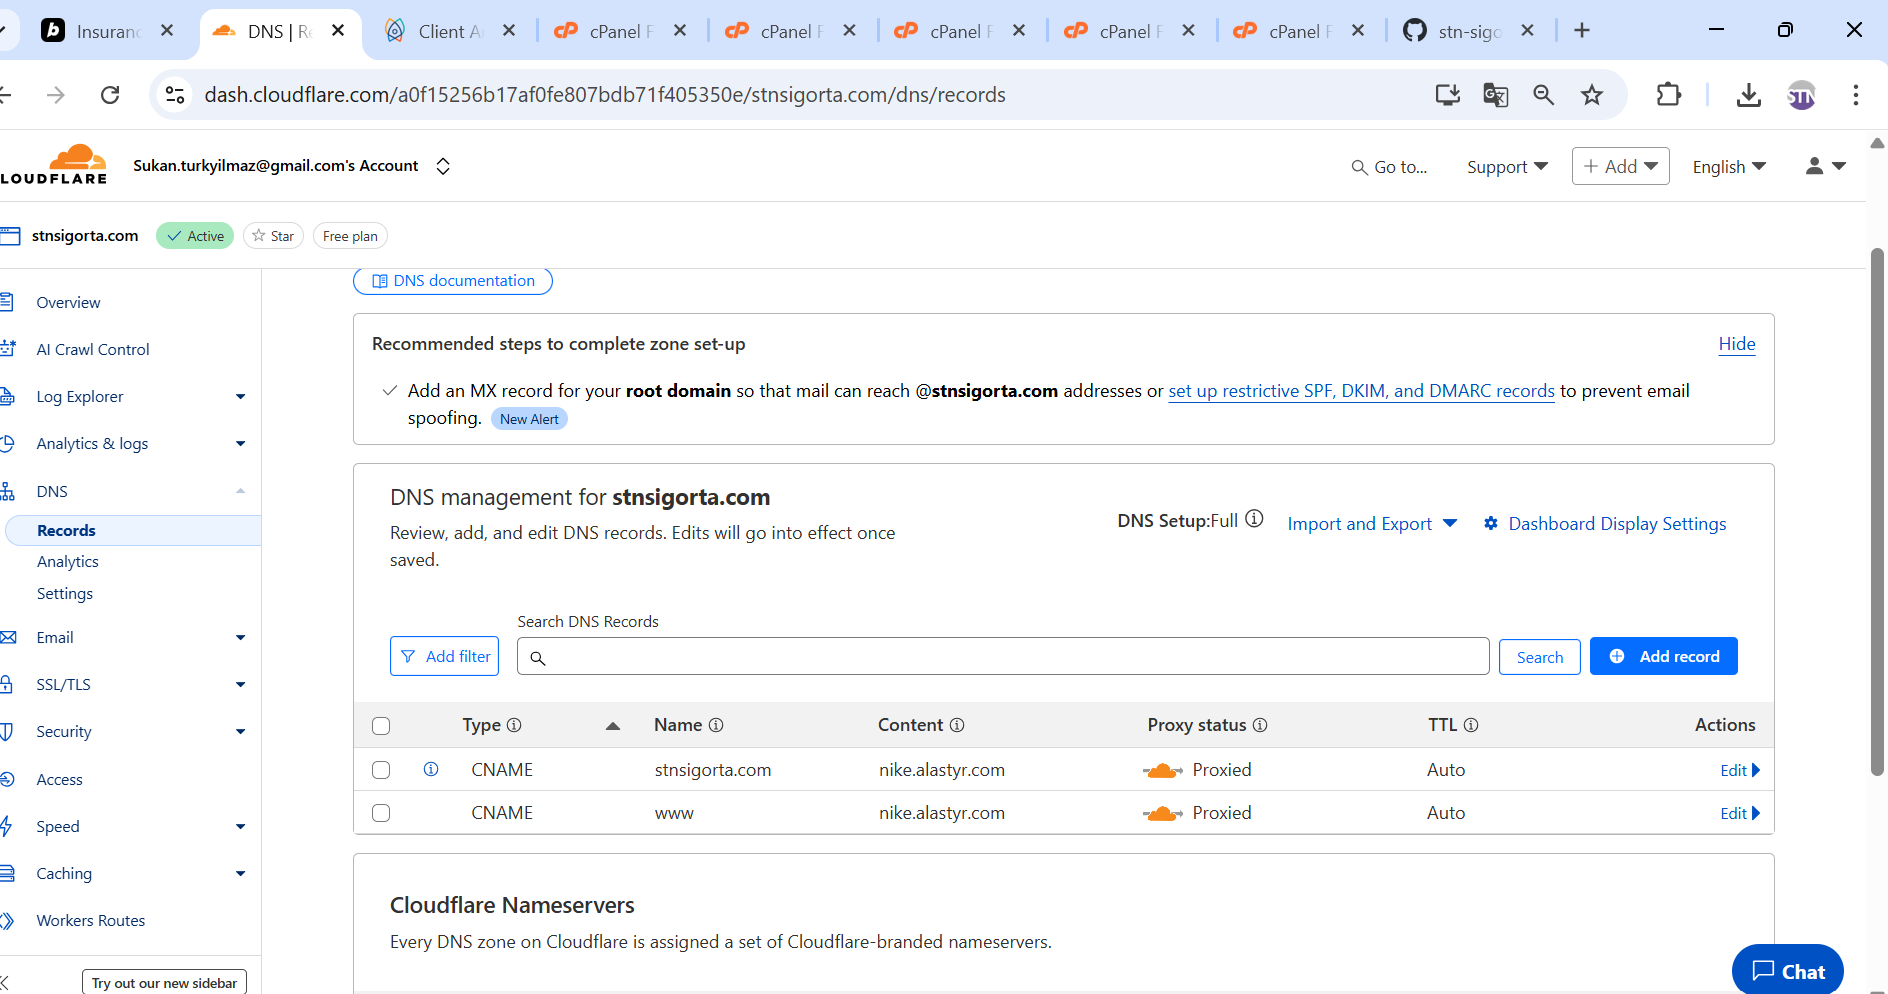 Insuran
DNS | Re
Client A
cPanel F
cPanel F
cPanel F
cPanel F
cPanel F
stn-sigo
dash.cloudflare.com/a0f15256b17af0fe807bdb71f405350e/stnsigorta.com/dns/records
STN
LOUDFLARE
Sukan.turkyilmaz@gmail.com's Account
Go to...
Support
+ Add
English
stnsigorta.com
Active
Star
Free plan
DNS documentation
Overview
AI Crawl Control
Log Explorer
Analytics & logs
DNS
Records
Analytics
Settings
Email
SSL/TLS
Security
Access
Speed
Caching
Workers Routes
Try out our new sidebar
Recommended steps to complete zone set-up
Hide
Add an MX record for your root domain so that mail can reach @stnsigorta.com addresses or set up restrictive SPF, DKIM, and DMARC records to prevent email
spoofing. New Alert
DNS management for stnsigorta.com
Review, add, and edit DNS records. Edits will go into effect once
saved.
DNS Setup:Full
Import and Export
Dashboard Display Settings
Search DNS Records
Add filter
Search
Add record
Type Name Content Proxy status TTL Actions
CNAME stnsigorta.com nike.alastyr.com Proxied Auto Edit
CNAME www nike.alastyr.com Proxied Auto Edit
Cloudflare Nameservers
Every DNS zone on Cloudflare is assigned a set of Cloudflare-branded nameservers.
Chat